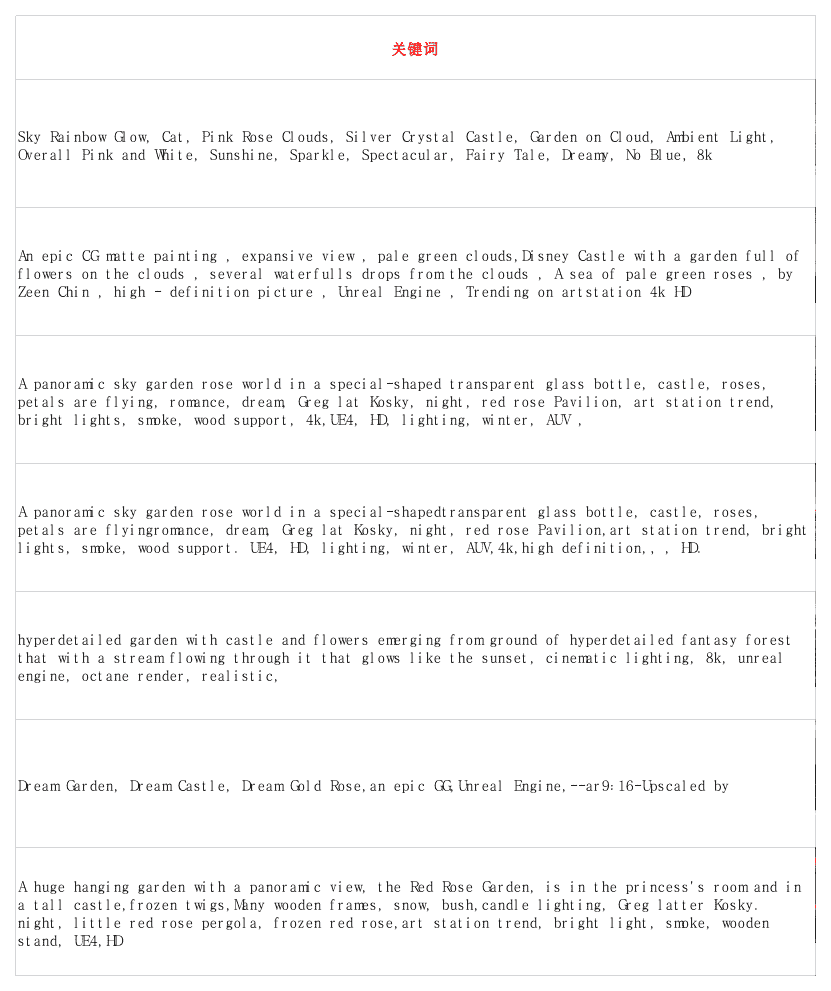 关键词
Sky Rainbow Glow, Cat, Pink Rose Clouds, Silver Crystal Castle, Garden on Cloud, Ambient Light,
Overall Pink and White, Sunshine, Sparkle, Spectacular, Fairy Tale, Dreamy, No Blue, 8k
An epic CG matte painting , expansive view , pale green clouds,Disney Castle with a garden full of
flowers on the clouds , several waterfulls drops from the clouds , A sea of pale green roses , by
Zeen Chin , high - definition picture , Unreal Engine , Trending on artstation 4k HD
A panoramic sky garden rose world in a special-shaped transparent glass bottle, castle, roses,
petals are flying, romance, dream, Greg lat Kosky, night, red rose Pavilion, art station trend,
bright lights, smoke, wood support, 4k,UE4, HD, lighting, winter, AUV ,
A panoramic sky garden rose world in a special-shapedtransparent glass bottle, castle, roses,
petals are flyingromance, dream, Greg lat Kosky, night, red rose Pavilion,art station trend, bright
lights, smoke, wood support. UE4, HD, lighting, winter, AUV,4k,high definition,, , HD.
hyperdetailed garden with castle and flowers emerging from ground of hyperdetailed fantasy forest
that with a stream flowing through it that glows like the sunset, cinematic lighting, 8k, unreal
engine, octane render, realistic,
Dream Garden, Dream Castle, Dream Gold Rose,an epic GG,Unreal Engine,--ar9:16-Upscaled by
A huge hanging garden with a panoramic view, the Red Rose Garden, is in the princess's room and in
a tall castle,frozen twigs,Many wooden frames, snow, bush,candle lighting, Greg latter Kosky.
night, little red rose pergola, frozen red rose,art station trend, bright light, smoke, wooden
stand, UE4,HD